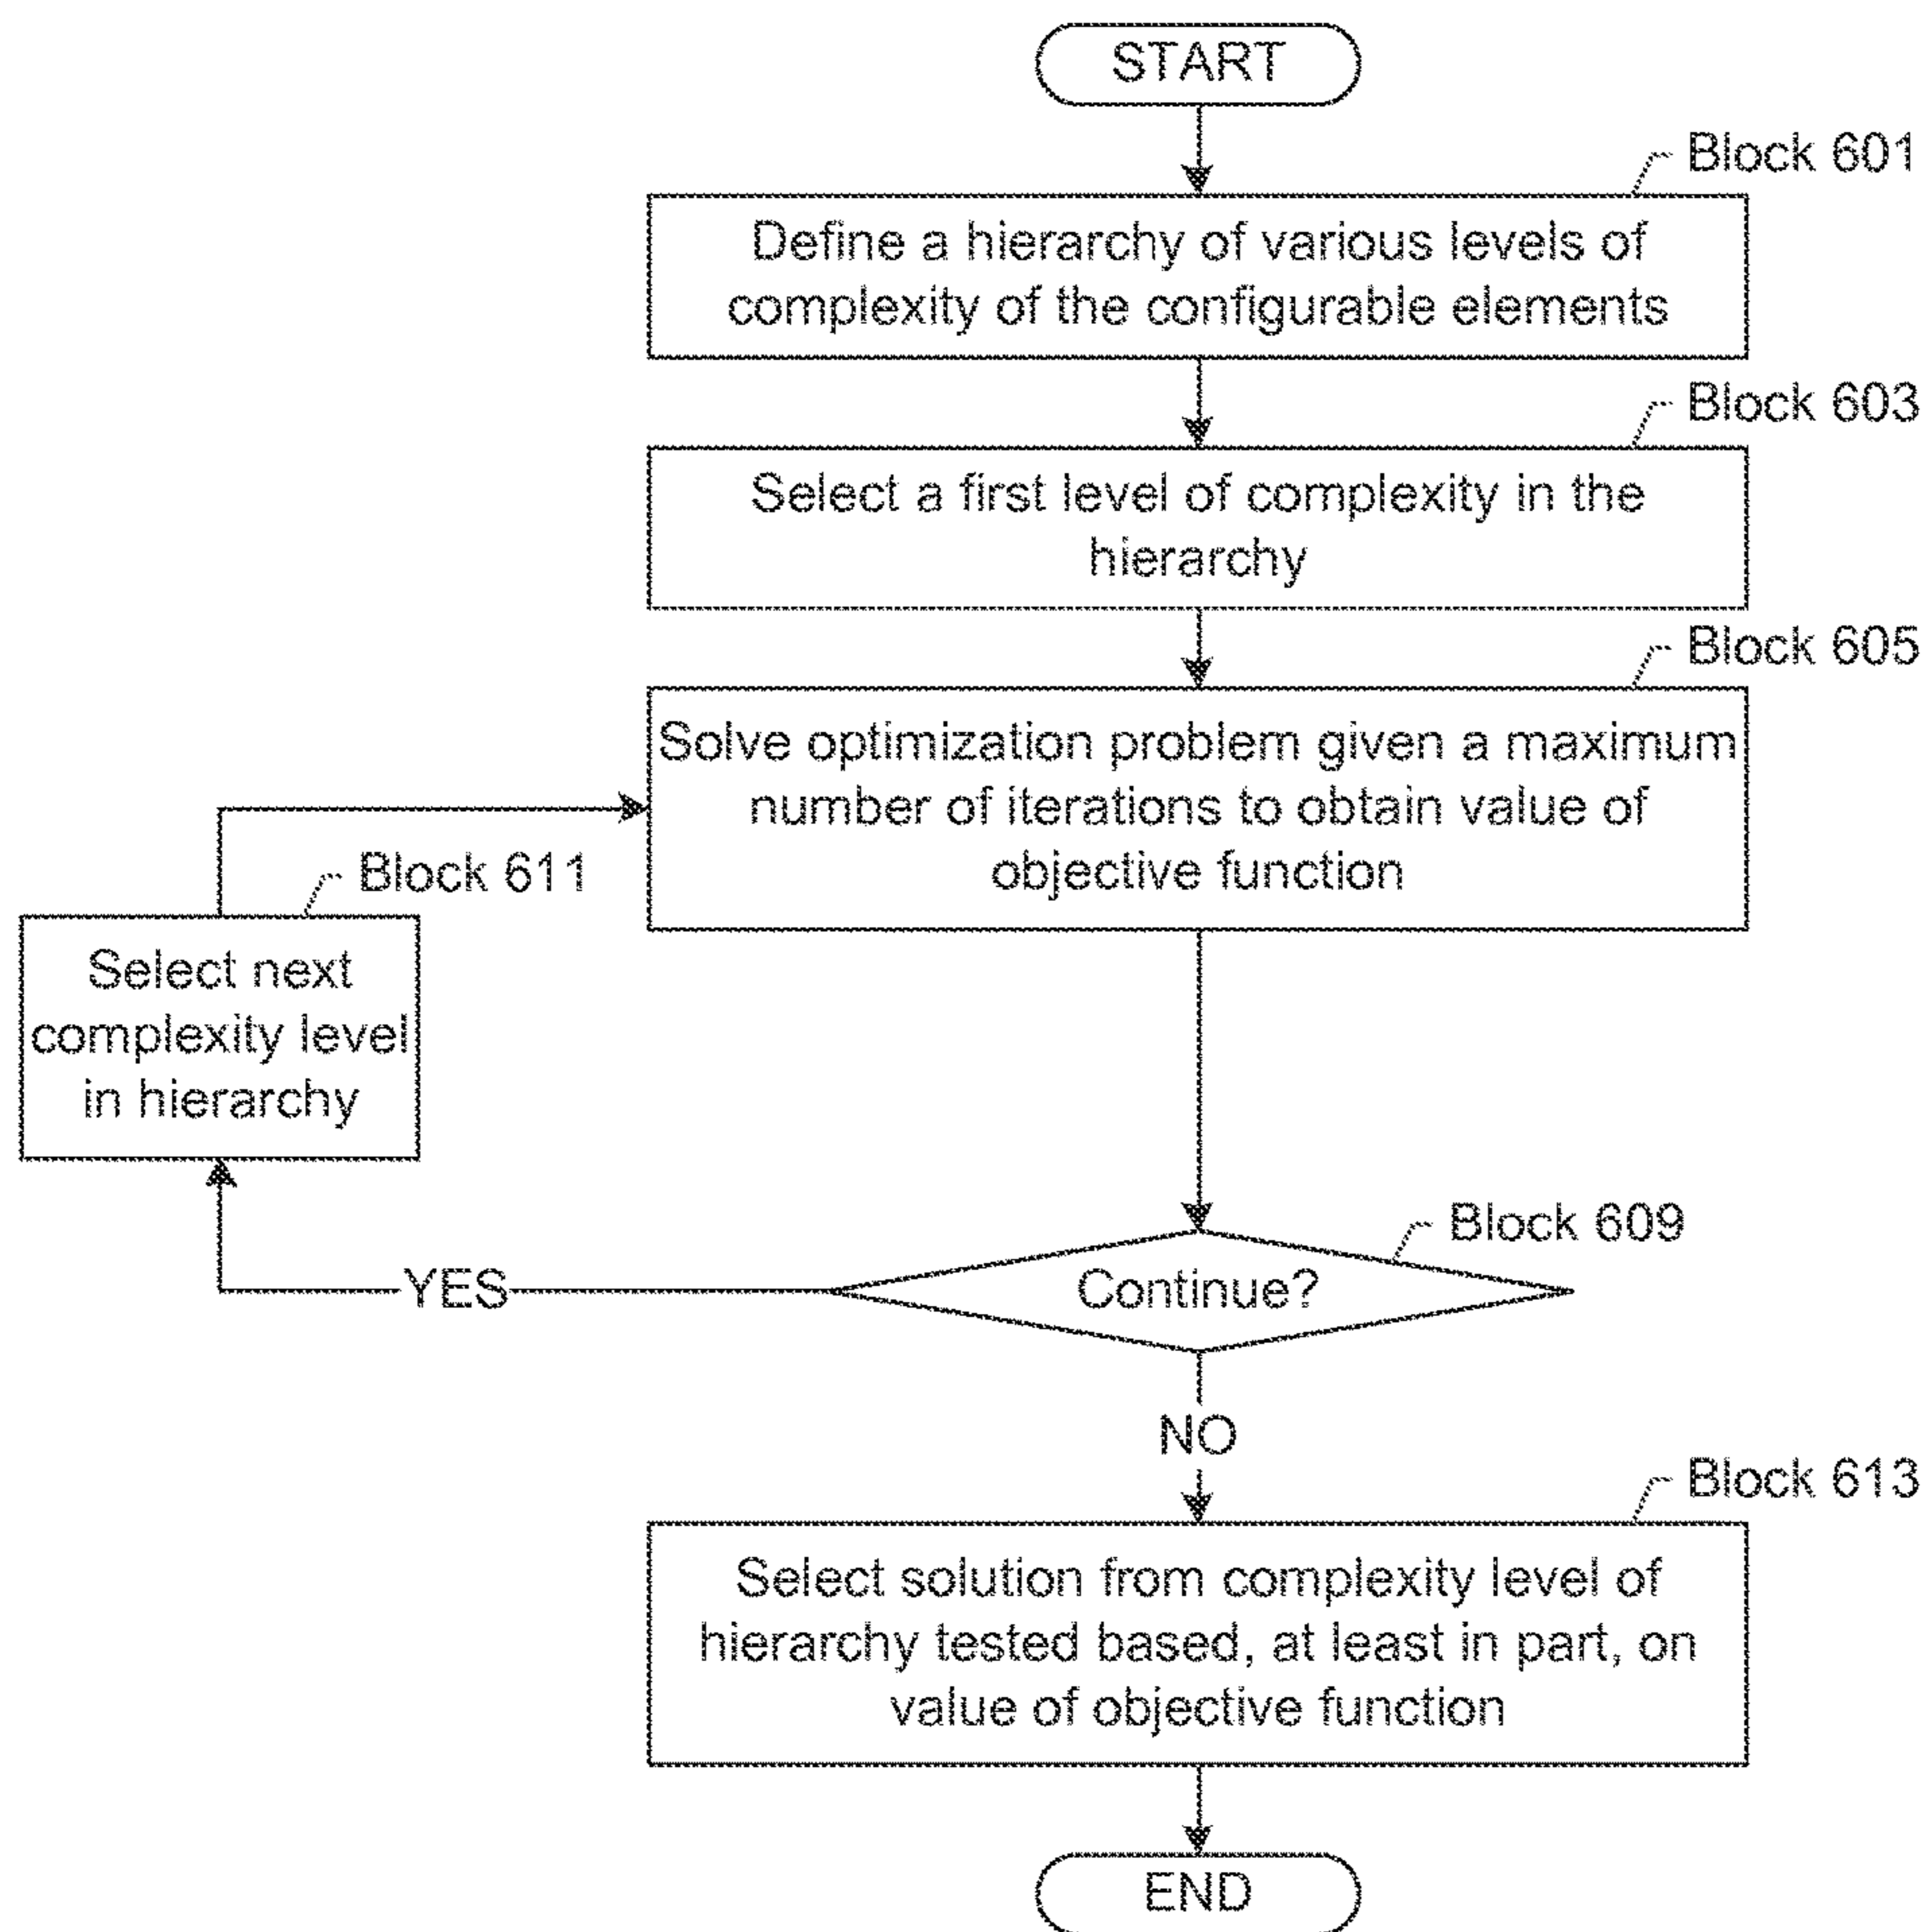 START
Block 601
Define a hierarchy of various levels of
complexity of the configurable elements
Block 603
Select a first level of complexity in the
hierarchy
Block 605
Solve optimization problem given a maximum
number of iterations to obtain value of
objective function
Block 611
Select next
complexity level
in hierarchy
Block 609
Continue?
YES
NO
Block 613
Select solution from complexity level of
hierarchy tested based, at least in part, on
value of objective function
END